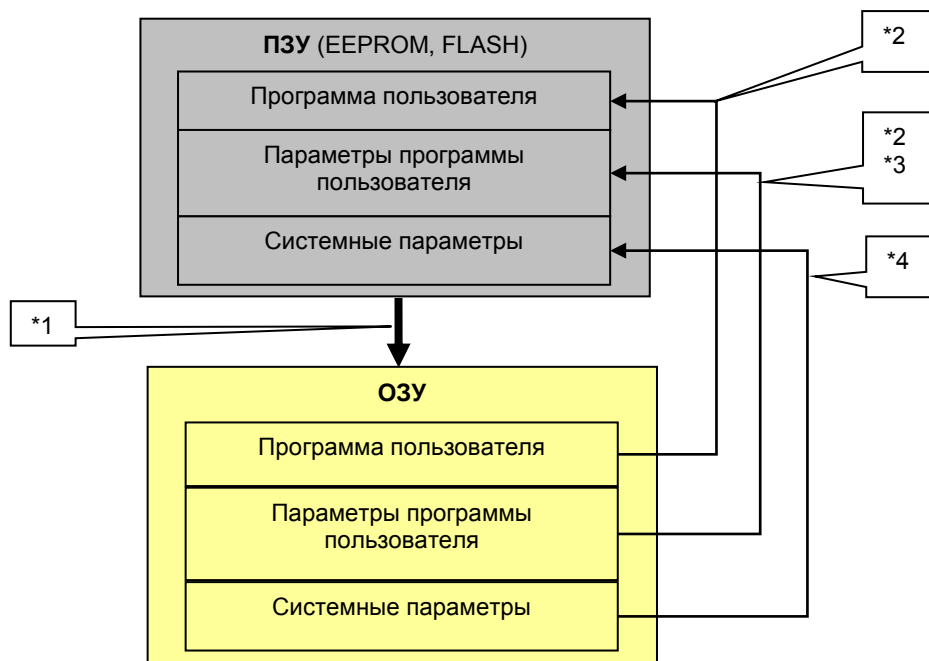 ПЗУ (EEPROM, FLASH)
*2
Программа пользователя
*2
*3
Параметры программы
пользователя
Системные параметры
*4
*1
ОЗУ
Программа пользователя
Параметры программы
пользователя
Системные параметры